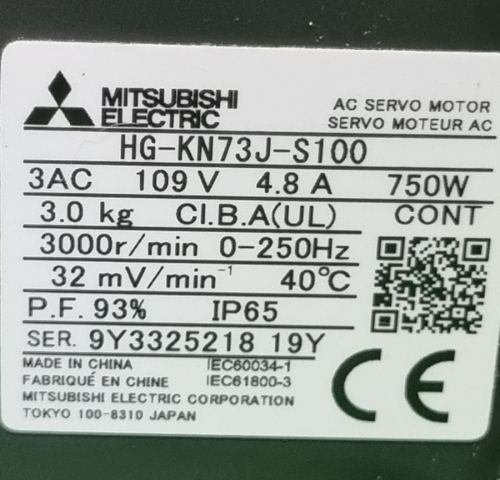 MITSUBISHI
ELECTRIC
AC SERVO MOTOR
SERVO MOTEUR AC
HG-KN73J-S100
3AC 109 V 4.8 A 750W
3.0 kg Cl.B.A(UL) CONT
3000r/min 0-250Hz
32 mV/min⁻¹ 40℃
P.F. 93% IP65
SER. 9Y3325218 19Y
MADE IN CHINA IEC60034-1
FABRIQUÉ EN CHINE IEC61800-3
MITSUBISHI ELECTRIC CORPORATION
TOKYO 100-8310 JAPAN
CE